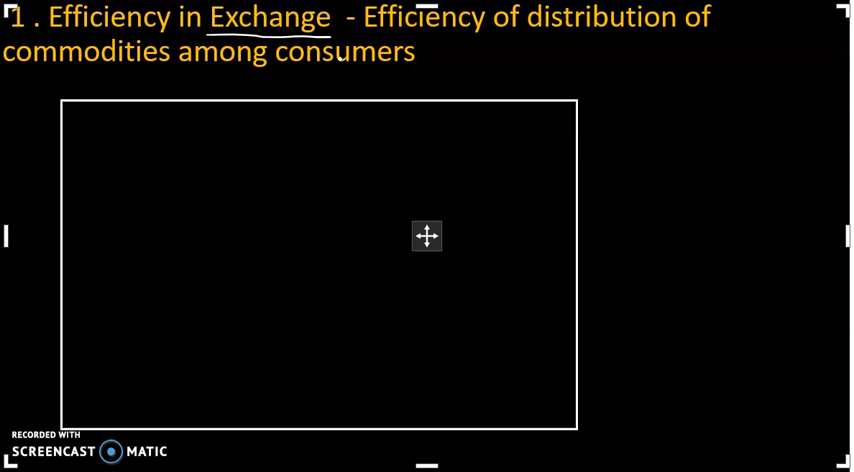 1 . Efficiency in Exchange - Efficiency of distribution of
commodities among consumers
RECORDED WITH
SCREENCAST MATIC